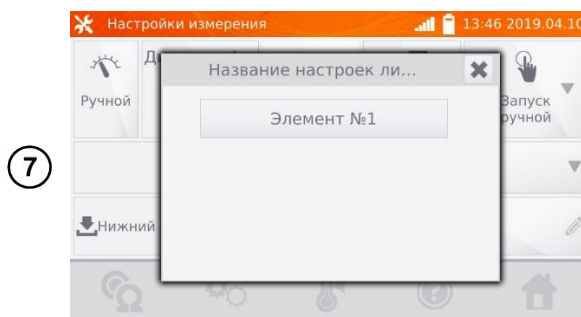 Настройки измерения
13:46 2019.04.10
Название настроек ли...
Ручной
Запуск
ручной
Элемент №1
7
Нижний